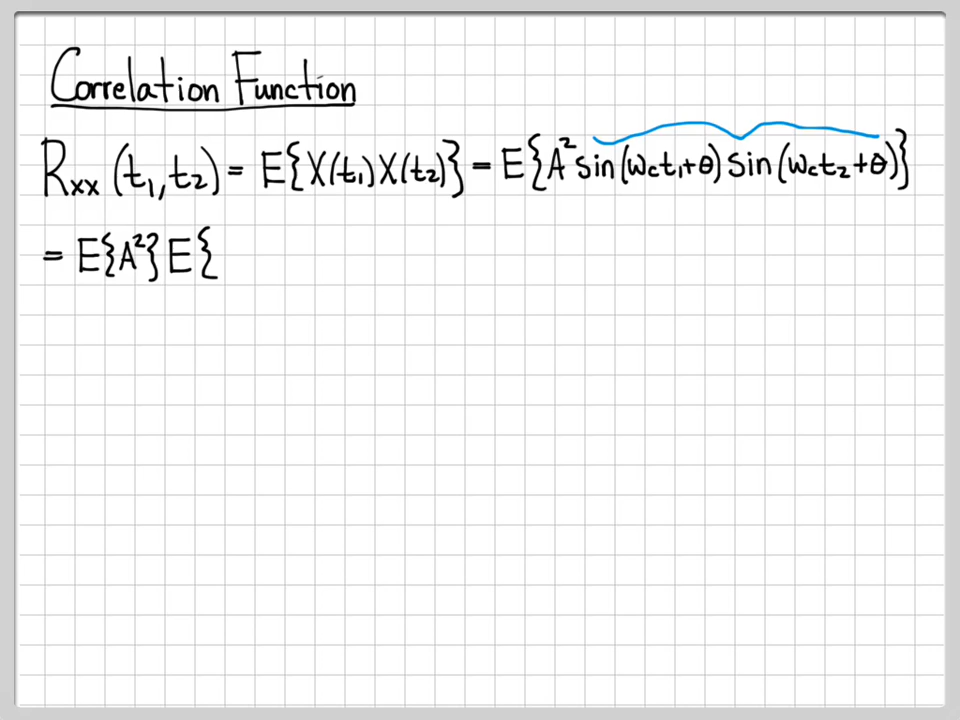 Correlation Function
Rxx (t1, t2) = E{X(t1)X(t2)} = E{A² sin(ωct1+θ) sin(ωct2+θ)}
= E{A²} E{